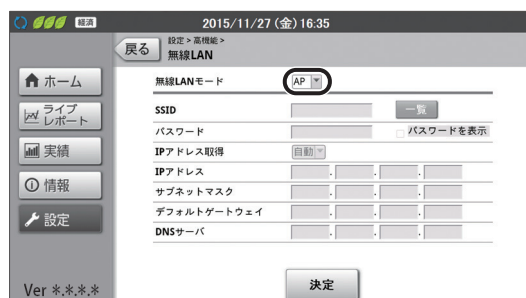 経済 2015/11/27 (金) 16:35
戻る 設定 > 高機能 >
無線LAN
ホーム
ライブ
レポート
実績
情報
設定
Ver *.*.*.*
無線LANモード AP
SSID 一覧
パスワード パスワードを表示
IPアドレス取得 自動
IPアドレス . . .
サブネットマスク . . .
デフォルトゲートウェイ . . .
DNSサーバ . . .
決定